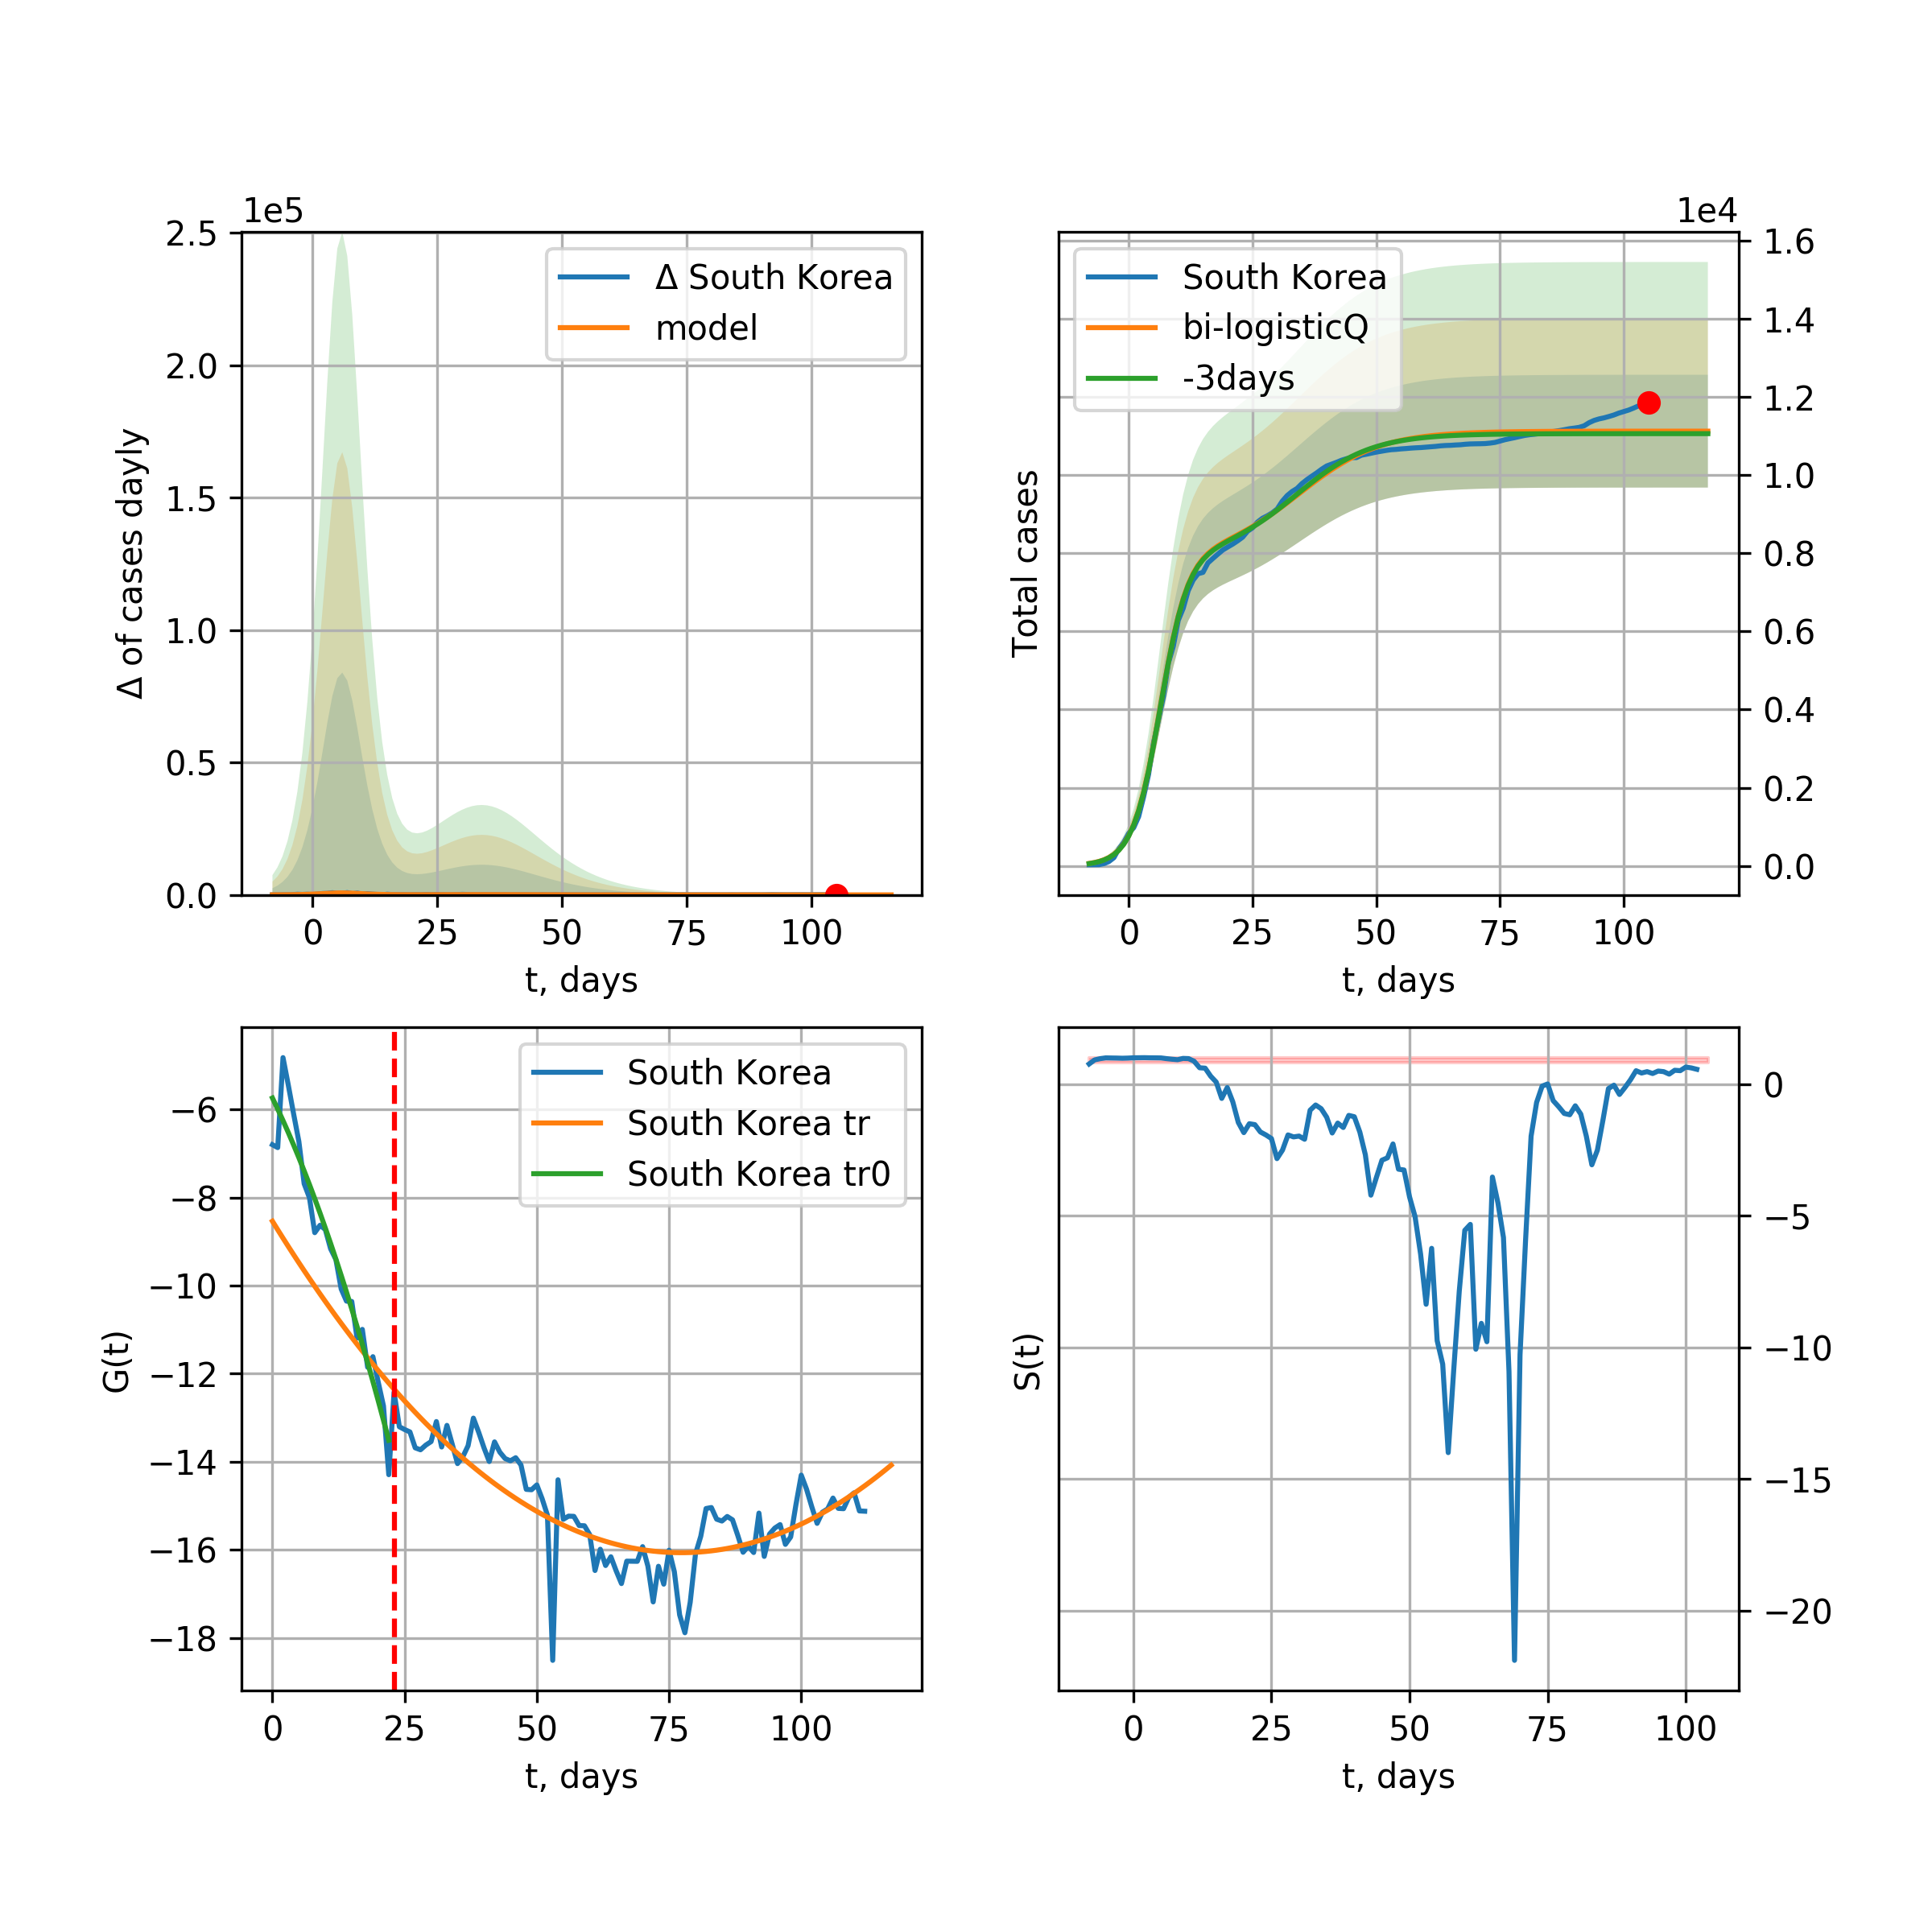 1e5
2.5
2.0
1.5
1.0
0.5
0.0
Δ of cases dayly
Δ South Korea
model
0 25 50 75 100
t, days
1e4
Total cases
South Korea
bi-logisticQ
-3days
1.6
1.4
1.2
1.0
0.8
0.6
0.4
0.2
0.0
0 25 50 75 100
t, days
−6
−8
−10
−12
−14
−16
−18
G(t)
South Korea
South Korea tr
South Korea tr0
0 25 50 75 100
t, days
S(t)
0
−5
−10
−15
−20
0 25 50 75 100
t, days